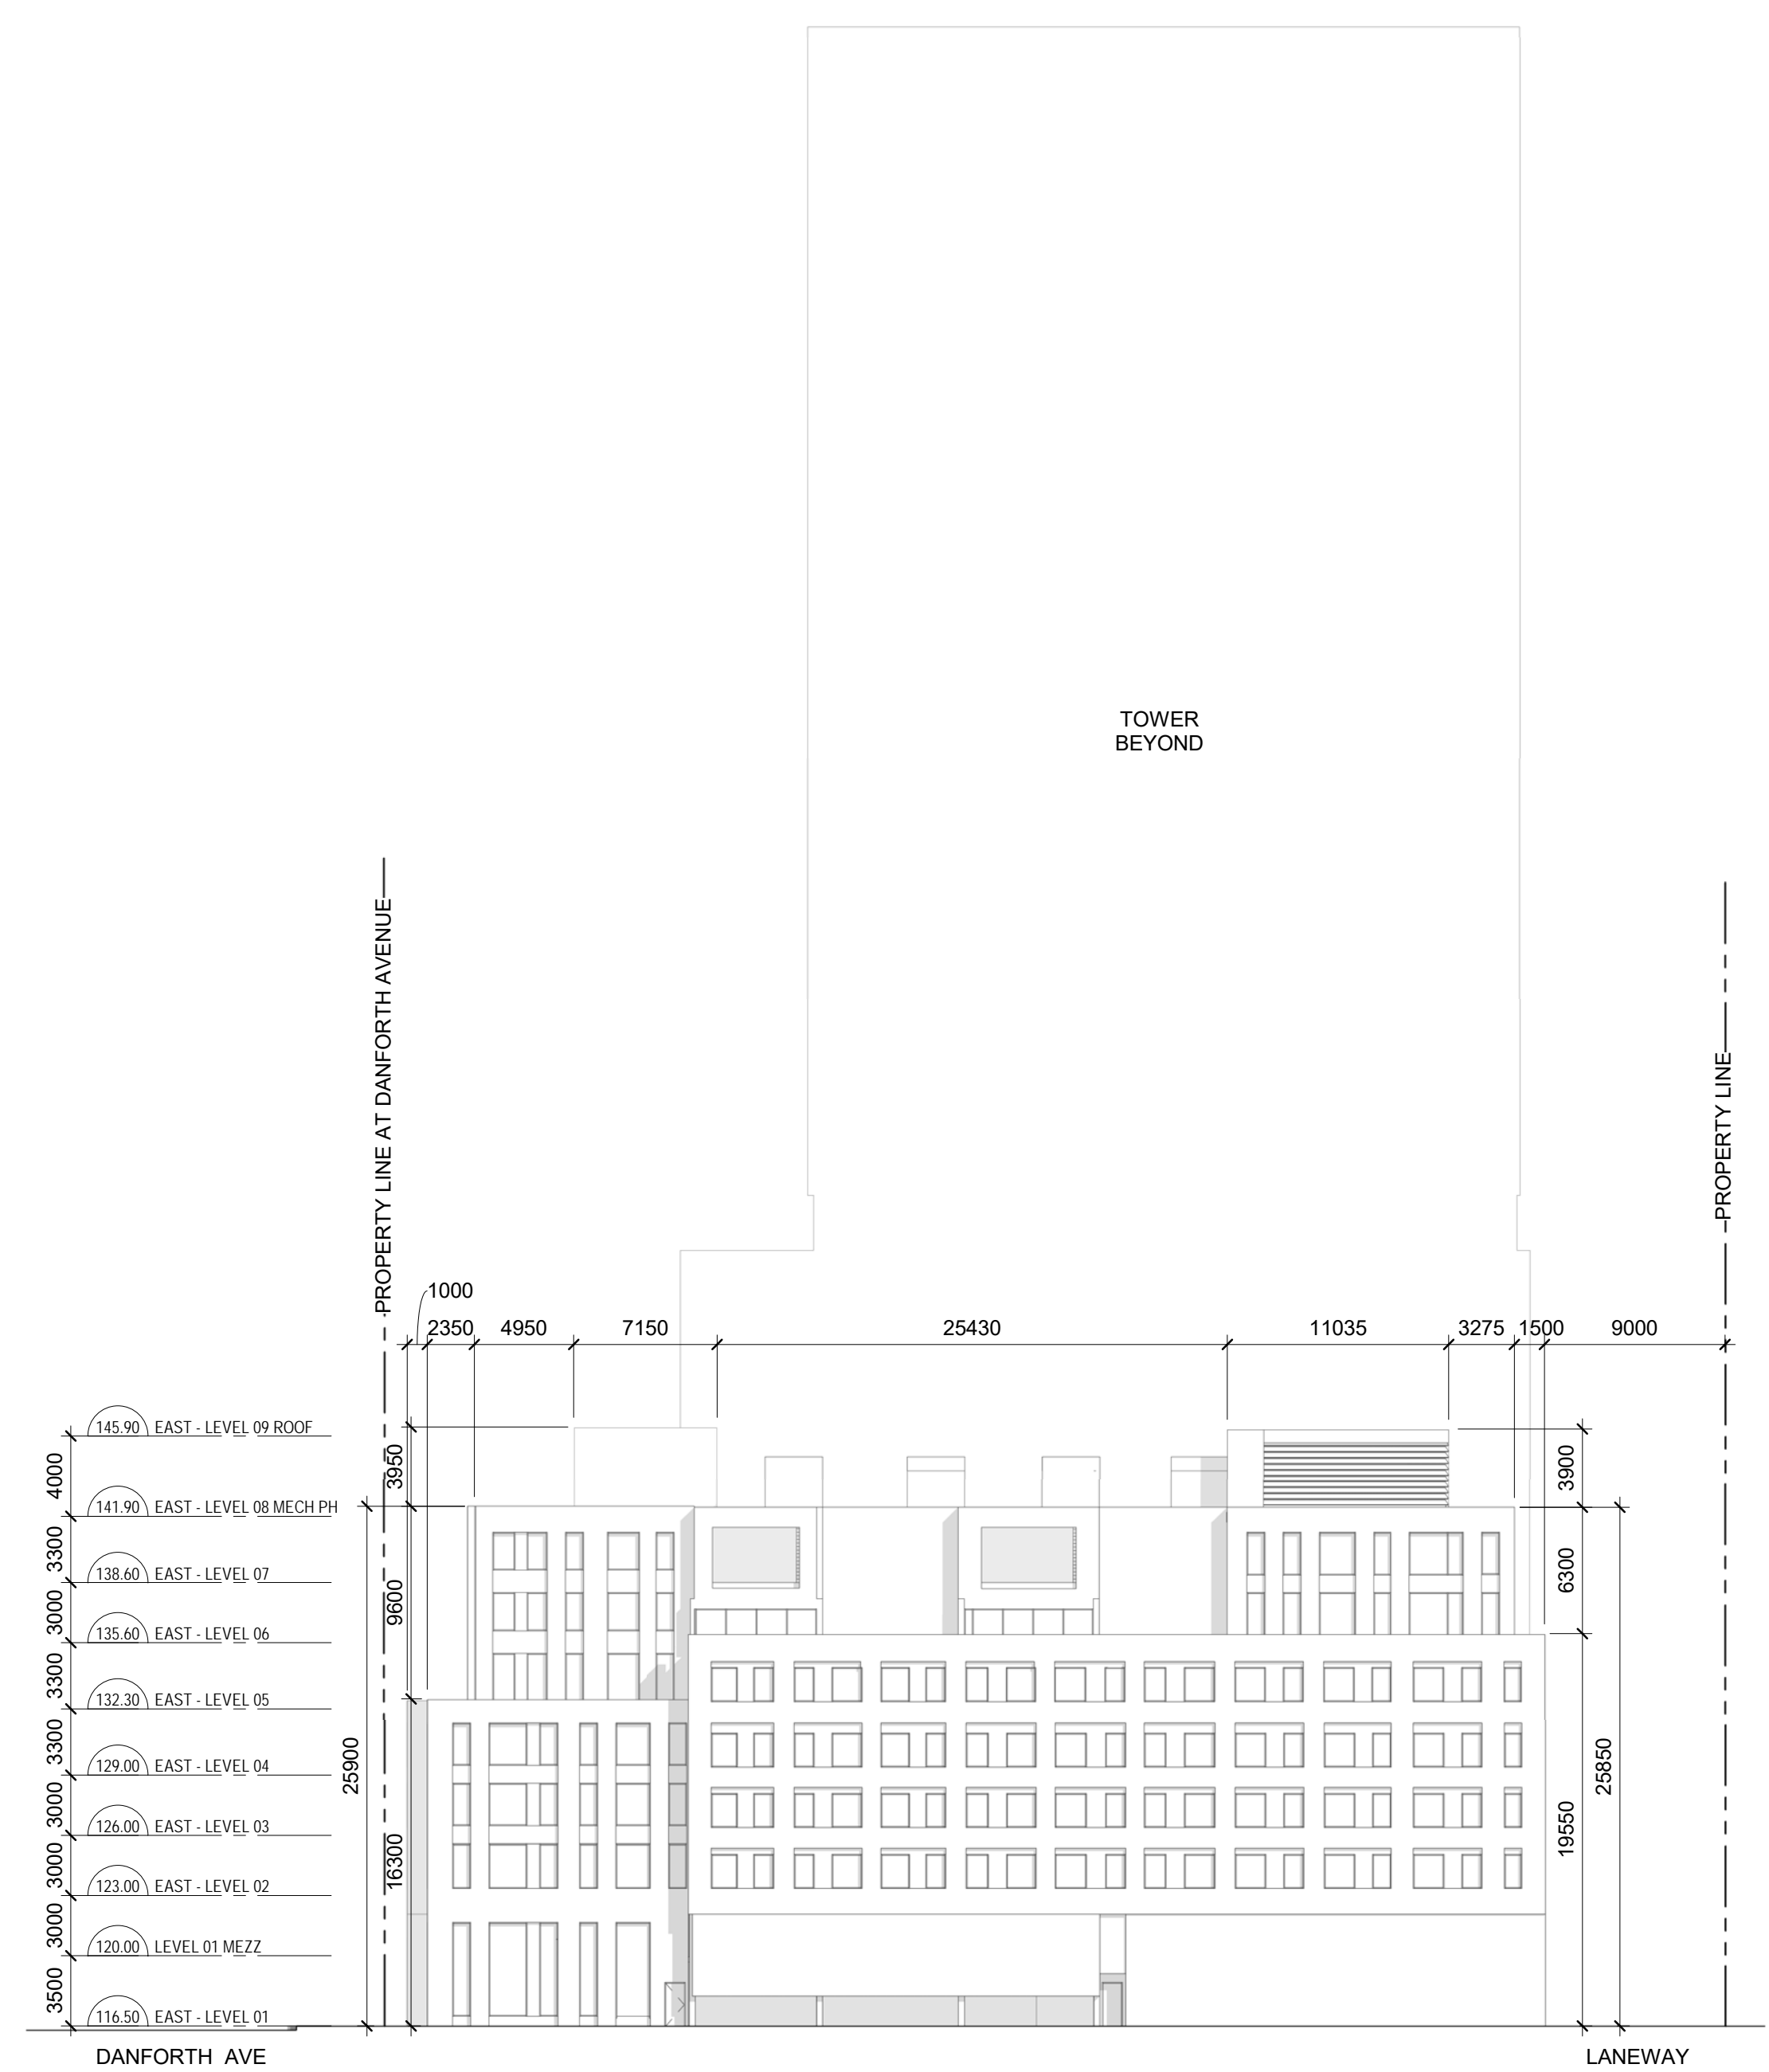 TOWER
BEYOND
PROPERTY LINE AT DANFORTH AVENUE
PROPERTY LINE
1000
2350 4950 7150 25430 11035 3275 1500 9000
145.90 EAST - LEVEL 09 ROOF
4000
141.90 EAST - LEVEL 08 MECH PH
3300
138.60 EAST - LEVEL 07
3000
135.60 EAST - LEVEL 06
3300
132.30 EAST - LEVEL 05
3300
129.00 EAST - LEVEL 04
3000
126.00 EAST - LEVEL 03
3000
123.00 EAST - LEVEL 02
3000
120.00 LEVEL 01 MEZZ
3500
116.50 EAST - LEVEL 01
25900
3950
9600
16300
3900
6300
19550
25850
DANFORTH AVE
LANEWAY